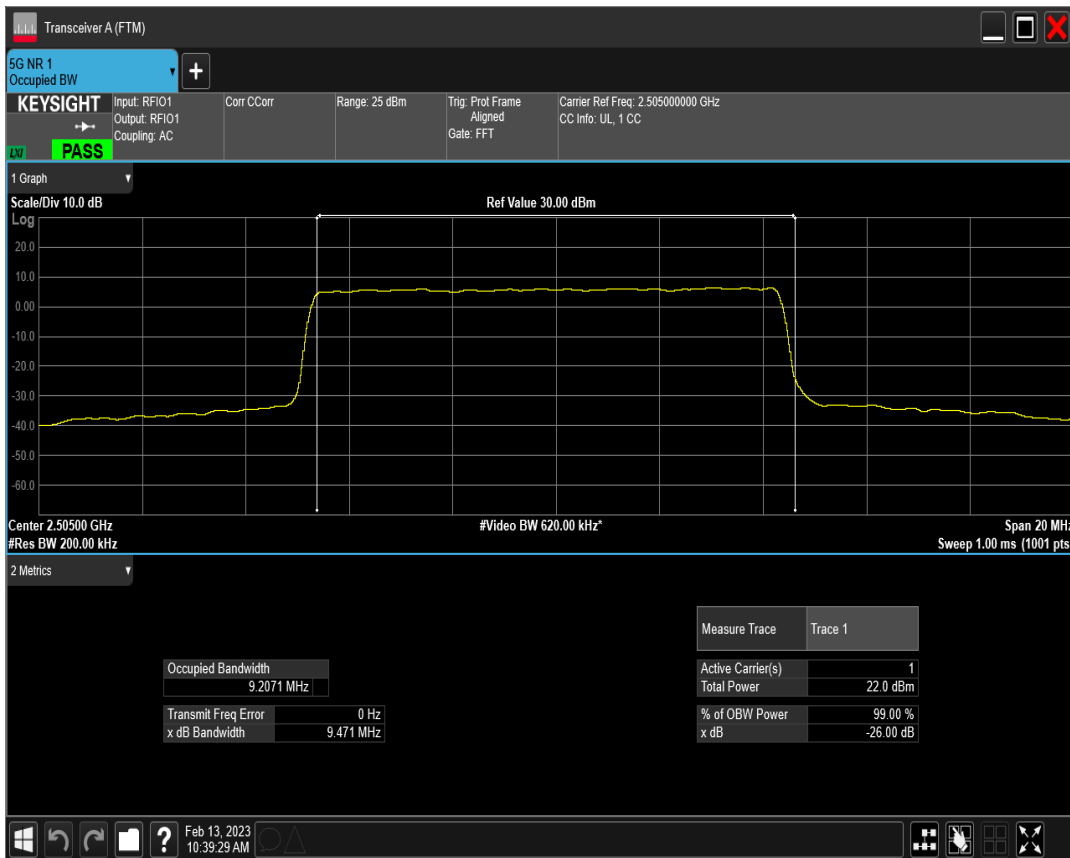 Transceiver A (FTM)
5G NR 1
Occupied BW
+
KEYSIGHT
LXI
PASS
Input: RFIO1
Output: RFIO1
Coupling: AC
Corr CCorr
Range: 25 dBm
Trig: Prot Frame
Aligned
Gate: FFT
Carrier Ref Freq: 2.505000000 GHz
CC Info: UL, 1 CC
1 Graph
Scale/Div 10.0 dB
Ref Value 30.00 dBm
Log
20.0
10.0
0.00
-10.0
-20.0
-30.0
-40.0
-50.0
-60.0
Center 2.50500 GHz
#Video BW 620.00 kHz*
Span 20 MHz
#Res BW 200.00 kHz
Sweep 1.00 ms (1001 pts
2 Metrics
Measure Trace Trace 1
Occupied Bandwidth
9.2071 MHz
Active Carrier(s) 1
Total Power 22.0 dBm
Transmit Freq Error 0 Hz
x dB Bandwidth 9.471 MHz
% of OBW Power 99.00 %
x dB -26.00 dB
?
Feb 13, 2023
10:39:29 AM